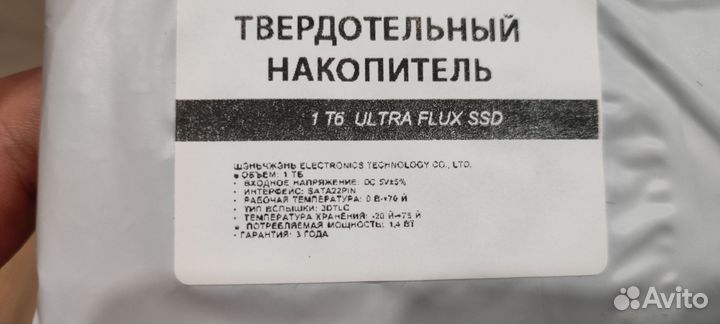 ТВЕРДОТЕЛЬНЫЙ
НАКОПИТЕЛЬ
1 Тб ULTRA FLUX SSD
ШЭНЬЧЖЭНЬ ELECTRONICS TECHNOLOGY CO., LTD.
• ОБЪЕМ: 1 ТБ
• ВХОДНОЕ НАПРЯЖЕНИЕ: DC 5V±5%
• ИНТЕРФЕЙС: SATA22PIN
• РАБОЧАЯ ТЕМПЕРАТУРА: 0 Й-+70 Й
• ТИП ВСПЫШКИ: 3DTLC
• ТЕМПЕРАТУРА ХРАНЕНИЯ: -20 Й-+75 Й
• ПОТРЕБЛЯЕМАЯ МОЩНОСТЬ: 1,4 ВТ
• ГАРАНТИЯ: 3 ГОДА
Avito